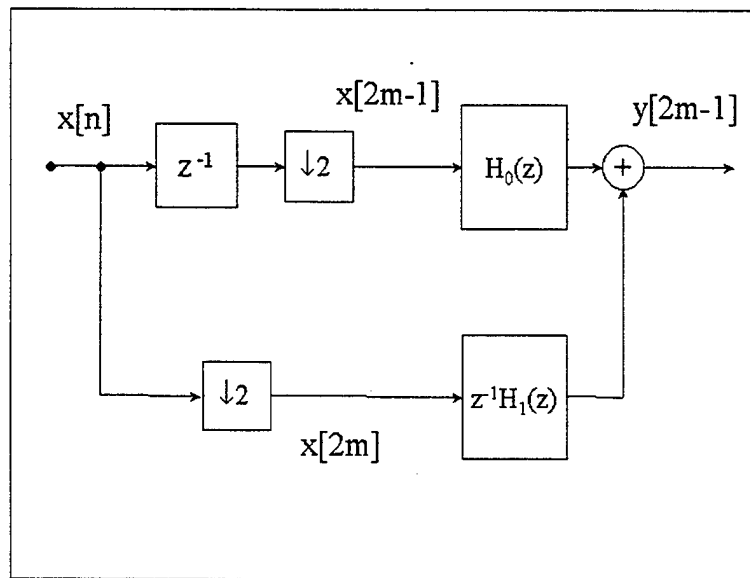 x[n]
z⁻¹
↓2
x[2m-1]
H₀(z)
+
y[2m-1]
↓2
x[2m]
z⁻¹H₁(z)